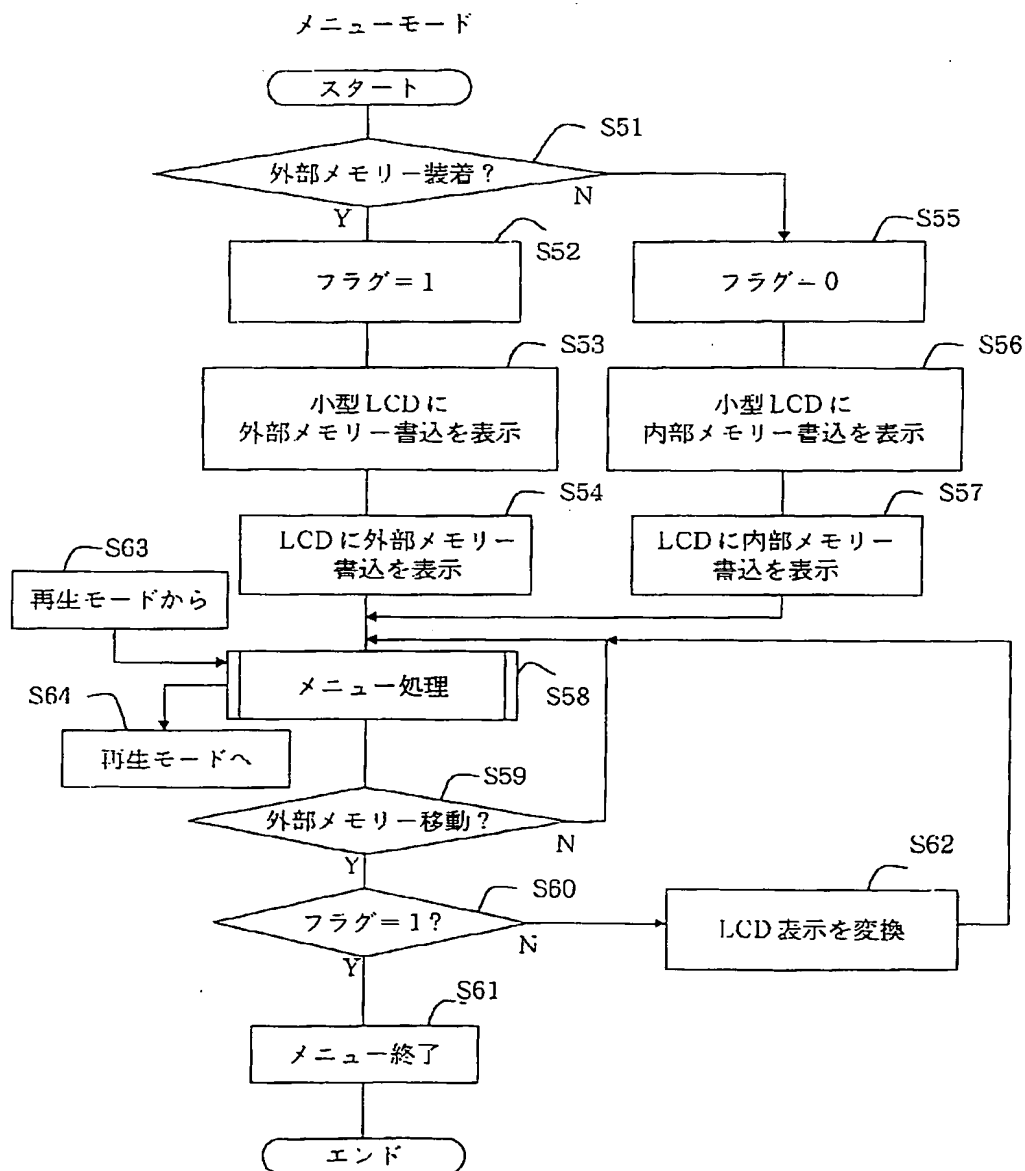 メニューモード
スタート
S51
外部メモリー装着?
Y
N
S52
フラグ=1
S55
フラグ=0
S53
小型LCDに
外部メモリー書込を表示
S56
小型LCDに
内部メモリー書込を表示
S54
LCDに外部メモリー
書込を表示
S57
LCDに内部メモリー
書込を表示
S63
再生モードから
メニュー処理
S58
S64
再生モードへ
S59
外部メモリー移動?
N
Y
S60
フラグ=1?
N
Y
S62
LCD表示を変換
S61
メニュー終了
エンド